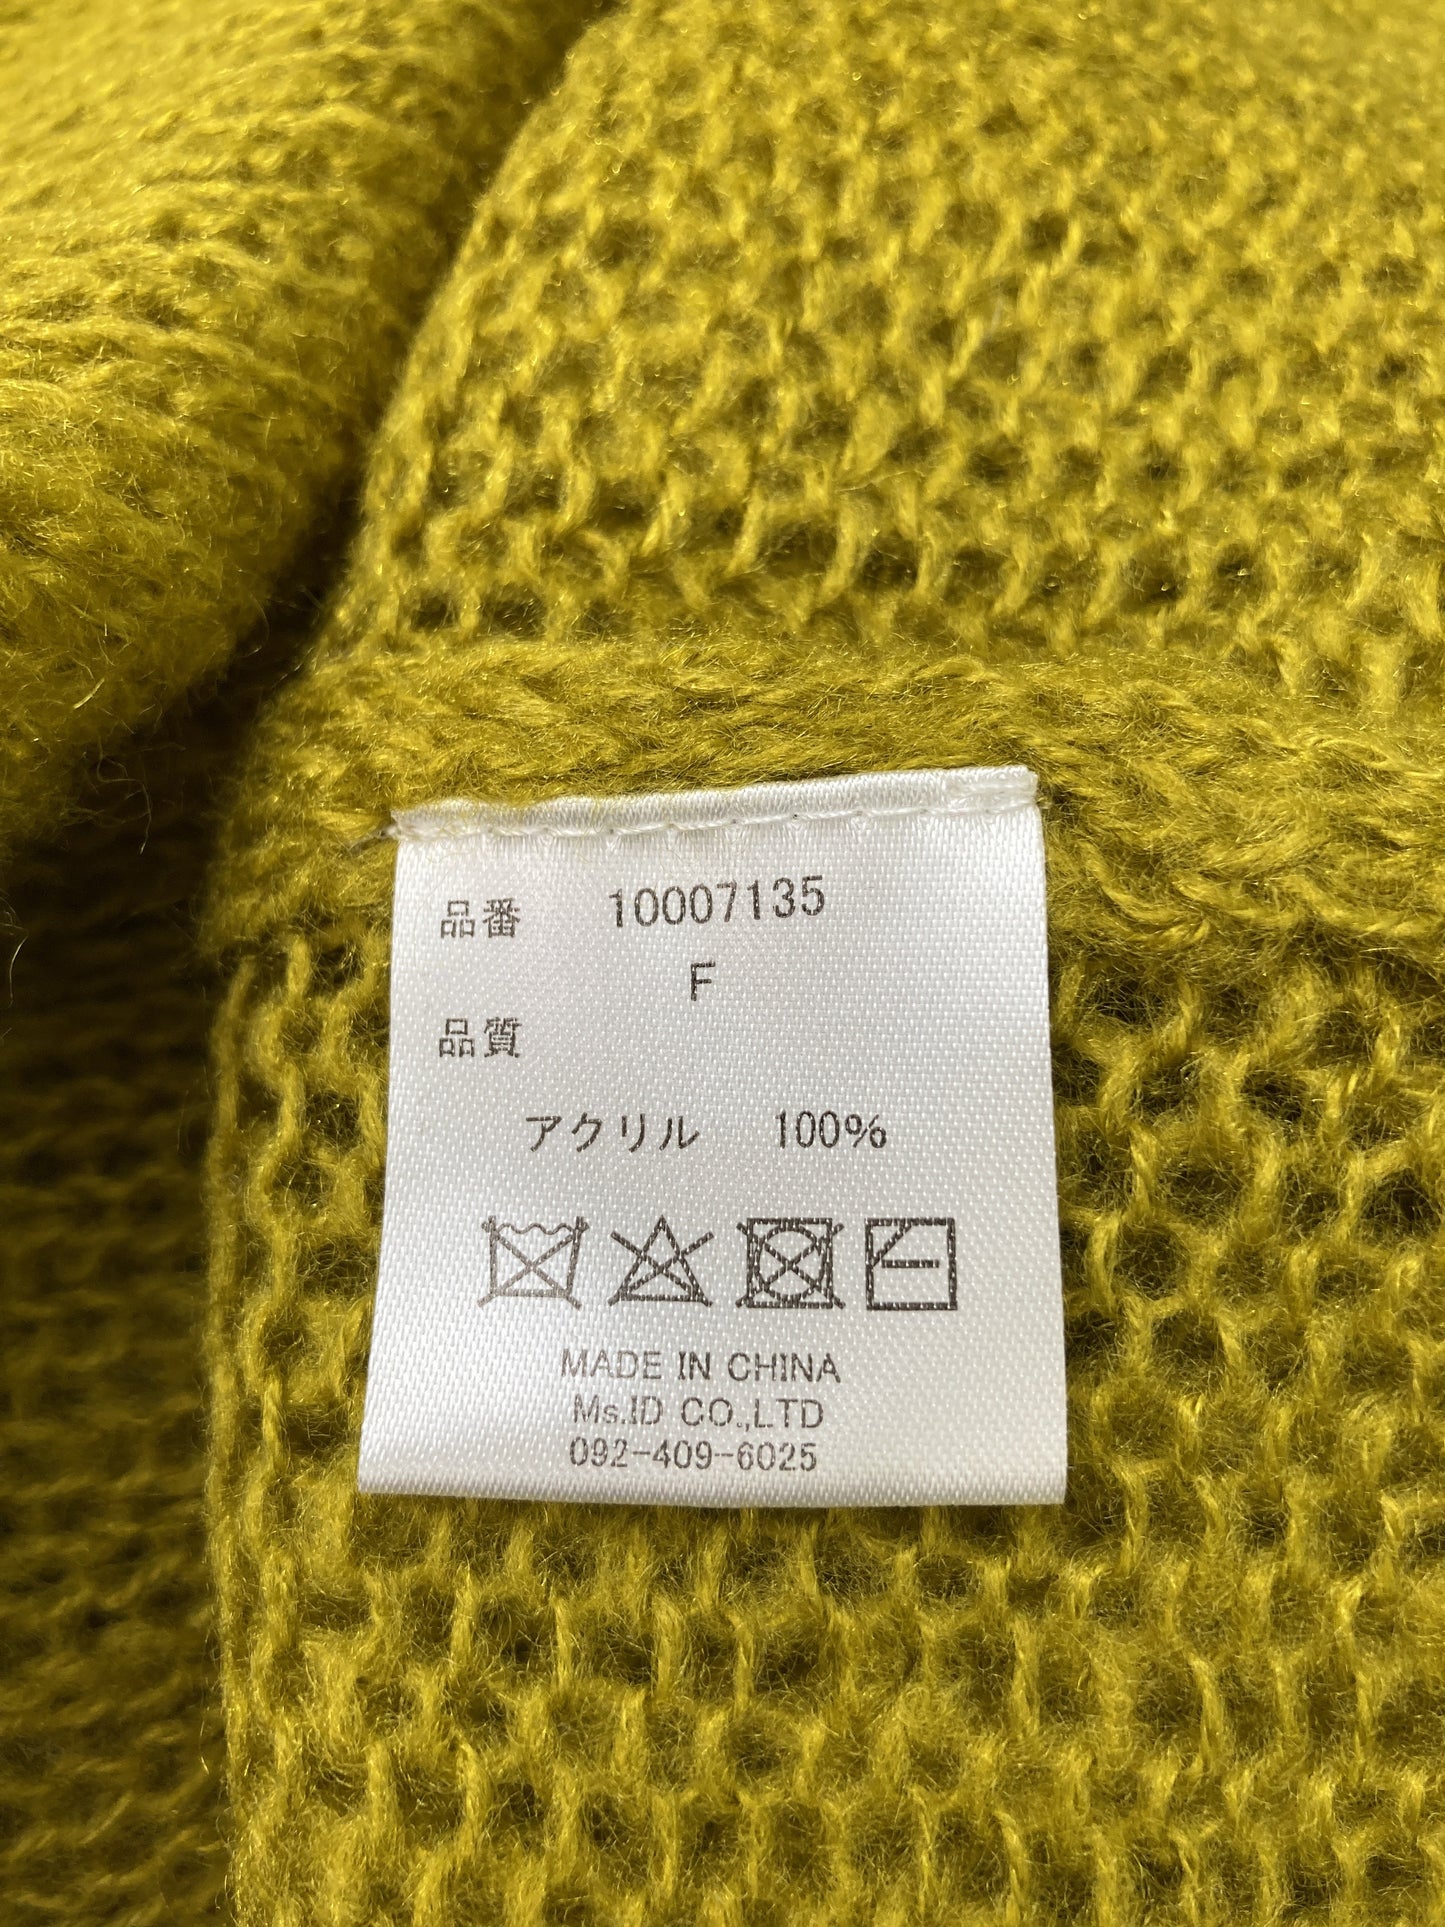 品番 10007135
F
品質
アクリル 100%
MADE IN CHINA
Ms.ID CO.,LTD
092-409-6025